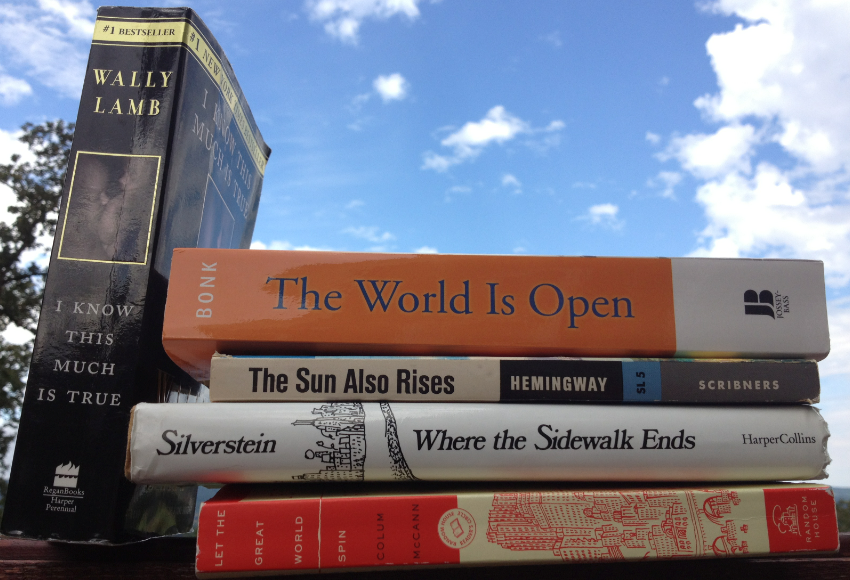 #1 BESTSELLER
WALLY
LAMB
I KNOW
THIS
MUCH
IS TRUE
ReganBooks
Harper
Perennial
#1 NEW YORK
I KNOW THIS
MUCH IS TRUE
BONK
The World Is Open
JB
JOSSEY-
BASS
The Sun Also Rises
HEMINGWAY
SL 5
SCRIBNERS
Silverstein
Where the Sidewalk Ends
HarperCollins
LET THE
GREAT
WORLD
SPIN
COLUM
McCANN
RANDOM
HOUSE